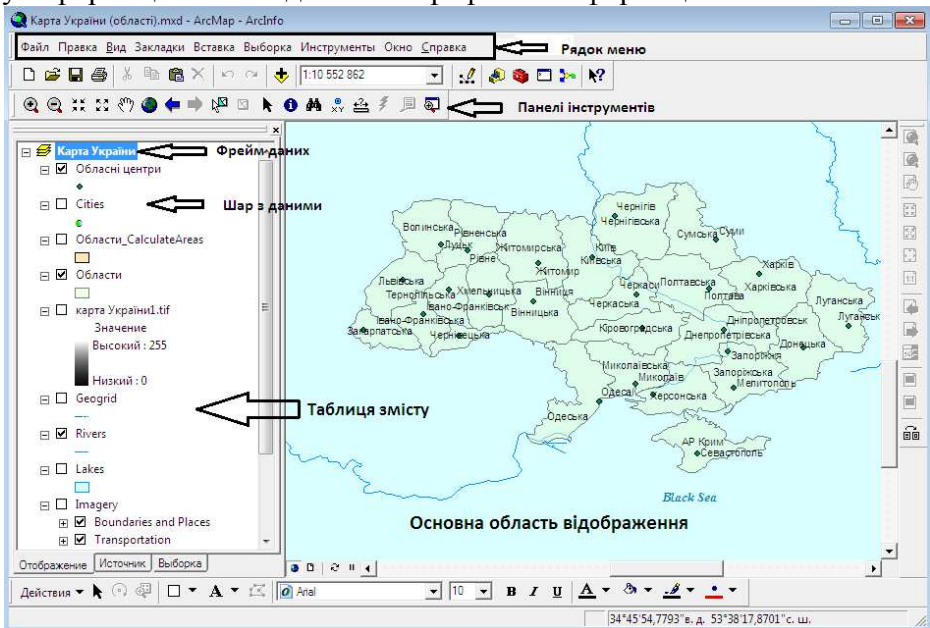 Карта України (області).mxd - ArcMap - ArcInfo
Файл Правка Вид Закладки Вставка Выборка Инструменты Окно Справка
Рядок меню
1:10 552 862
Панелі інструментів
Карта України
Фрейм даних
Обласні центри
Cities
Шар з даними
Области_CalculateAreas
Области
карта України1.tif
Значение
Высокий : 255
Низкий : 0
Geogrid
Таблиця змісту
Rivers
Lakes
Imagery
Boundaries and Places
Transportation
Отображение Источник Выборка
Чернігів
Чернігівська
Волинська
Рівненська
Сумська Суми
Луцьк
Рівне
Житомирська
Київ
Київська
Житомир
Харків
Львівська
Тернопільська
Хмельницька
Вінниця
Черкаси
Полтавська
Полтава
Харківська
Івано-Франківськ
Вінницька
Черкаська
Луганська
Івано-Франківська
Луганськ
Закарпатська
Чернівецька
Кіровоградська
Дніпропетровськ
Днепропетрівська
Донецька
Запоріжжя
Миколаївська
Миколаїв
Запорізька
Мелитополь
Одеса
Херсонська
Одеська
АР Крим
Севастополь
Black Sea
Основна область відображення
Действия
Arial
10
34°45'54,7793"в. д. 53°38'17,8701"с. ш.